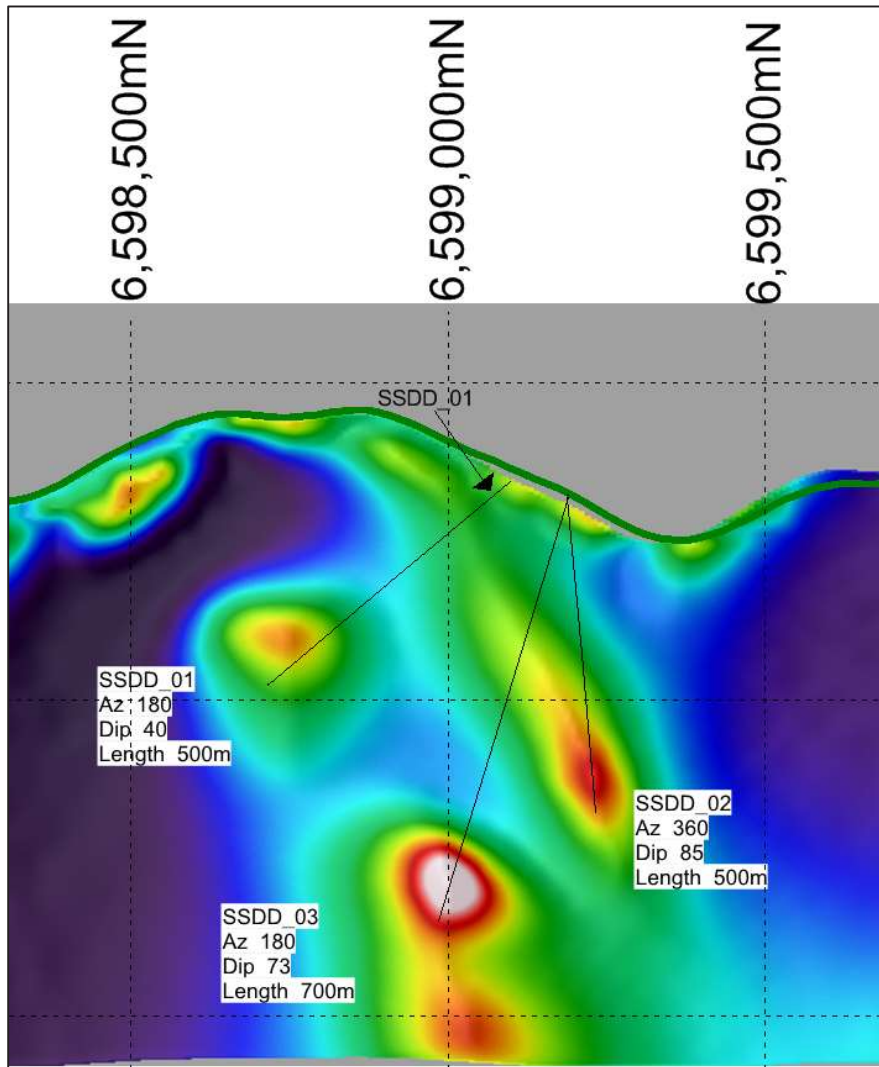 6,598,500mN
6,599,000mN
6,599,500mN
SSDD_01
SSDD_01
Az 180
Dip 40
Length 500m
SSDD_02
Az 360
Dip 85
Length 500m
SSDD_03
Az 180
Dip 73
Length 700m